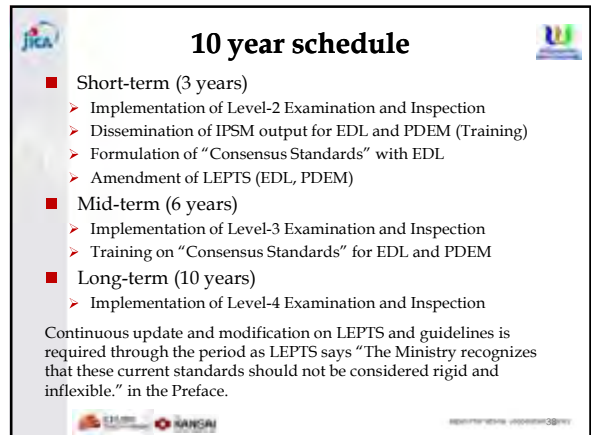 jica
10 year schedule
Short-term (3 years)
Implementation of Level-2 Examination and Inspection
Dissemination of IPSM output for EDL and PDEM (Training)
Formulation of “Consensus Standards” with EDL
Amendment of LEPTS (EDL, PDEM)
Mid-term (6 years)
Implementation of Level-3 Examination and Inspection
Training on “Consensus Standards” for EDL and PDEM
Long-term (10 years)
Implementation of Level-4 Examination and Inspection
Continuous update and modification on LEPTS and guidelines is
required through the period as LEPTS says “The Ministry recognizes
that these current standards should not be considered rigid and
inflexible.” in the Preface.
KANSAI